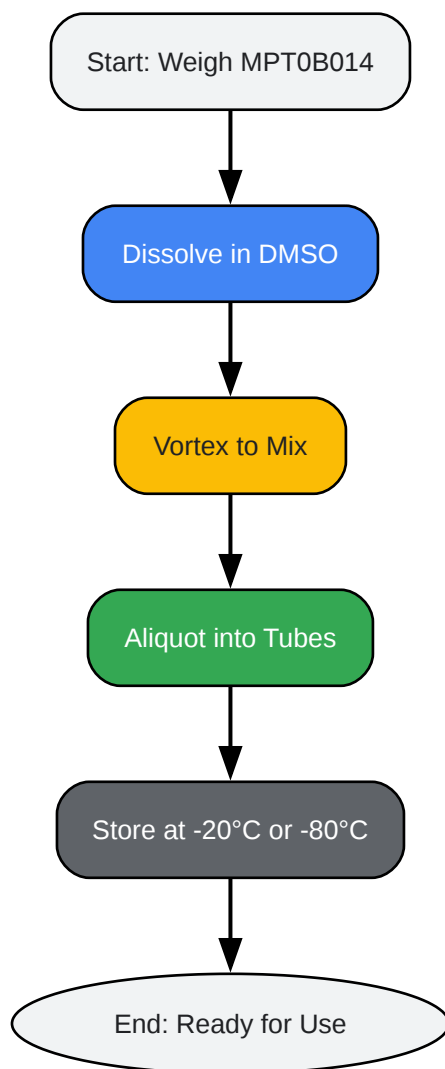 Start: Weigh MPT0B014
Dissolve in DMSO
Vortex to Mix
Aliquot into Tubes
Store at -20°C or -80°C
End: Ready for Use